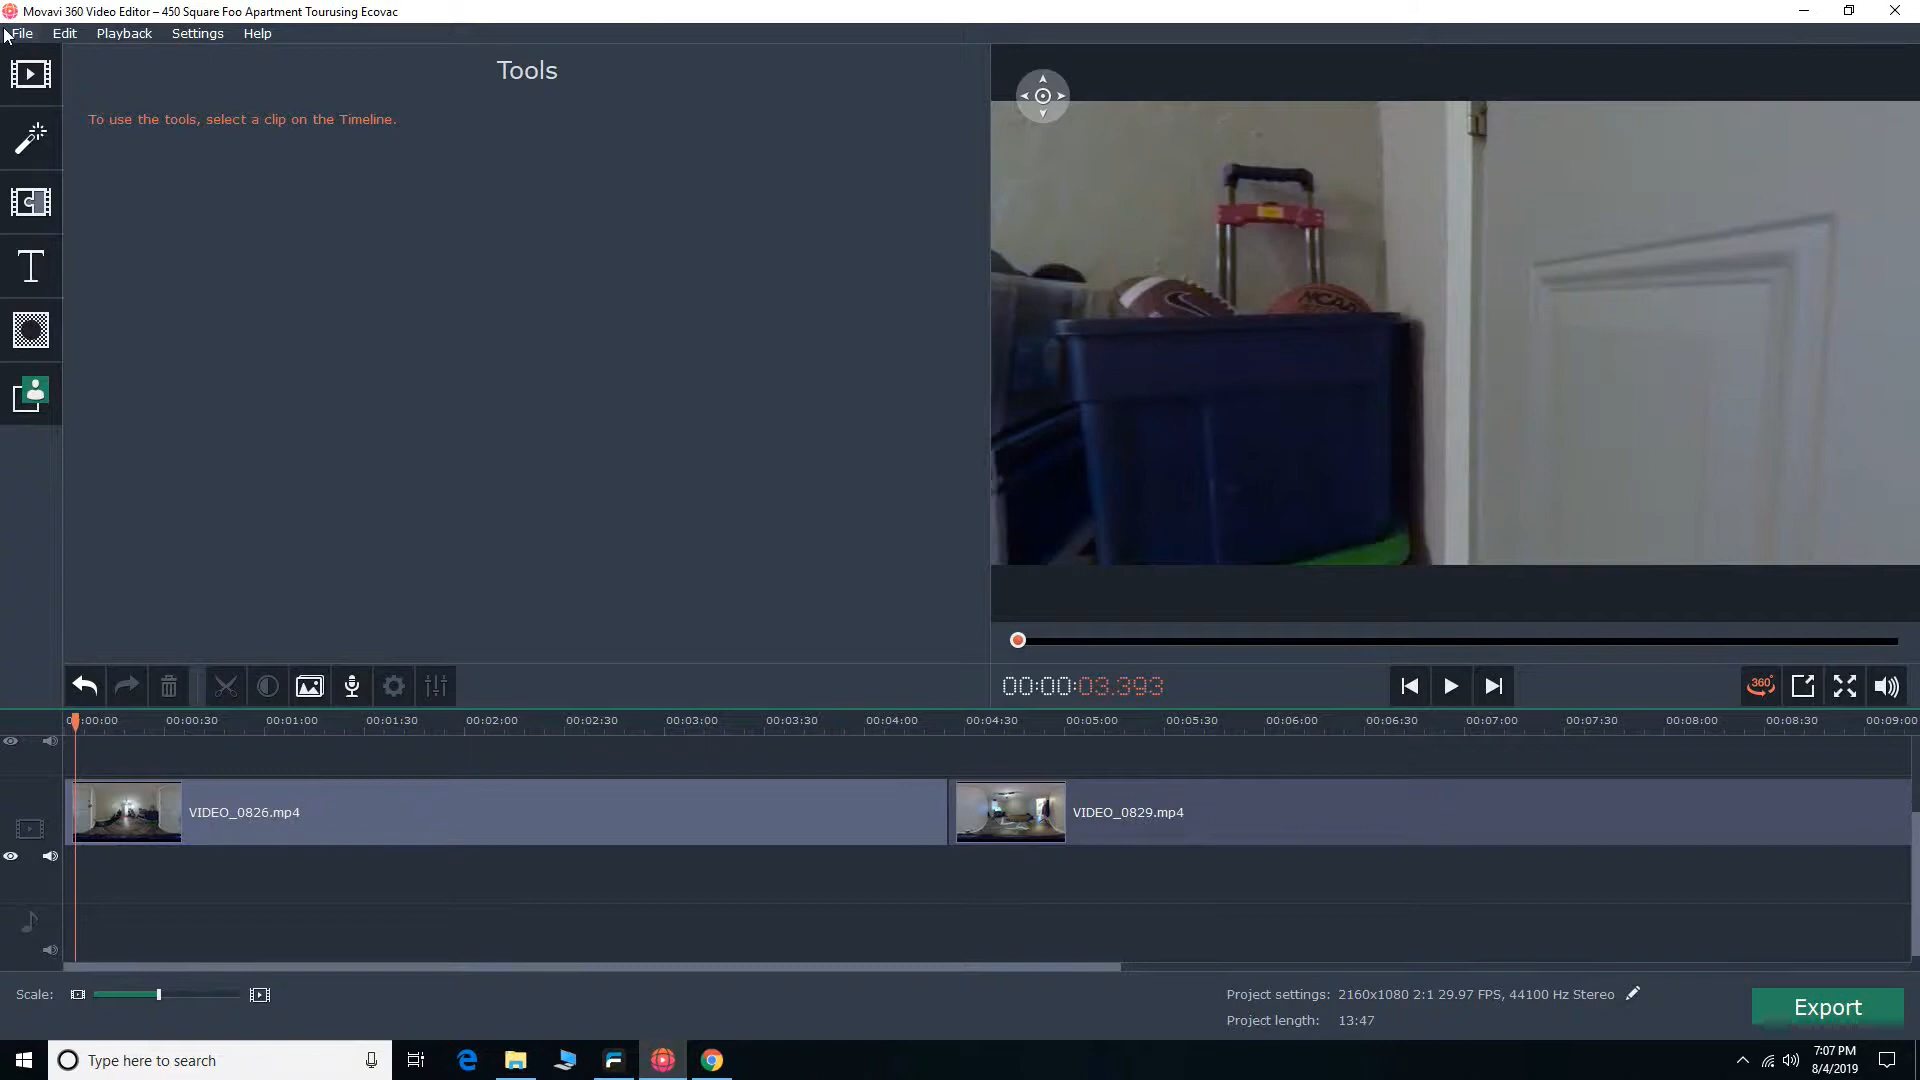 Movavi 360 Video Editor – 450 Square Foo Apartment Tourusing Ecovac
File Edit Playback Settings Help
Tools
To use the tools, select a clip on the Timeline.
NCAA
00:00:03.393
360°
00:00:00 00:00:30 00:01:00 00:01:30 00:02:00 00:02:30 00:03:00 00:03:30 00:04:00 00:04:30 00:05:00 00:05:30 00:06:00 00:06:30 00:07:00 00:07:30 00:08:00 00:08:30 00:09:00
VIDEO_0826.mp4 VIDEO_0829.mp4
Scale:
Project settings: 2160x1080 2:1 29.97 FPS, 44100 Hz Stereo
Project length: 13:47
Export
Type here to search
7:07 PM
8/4/2019